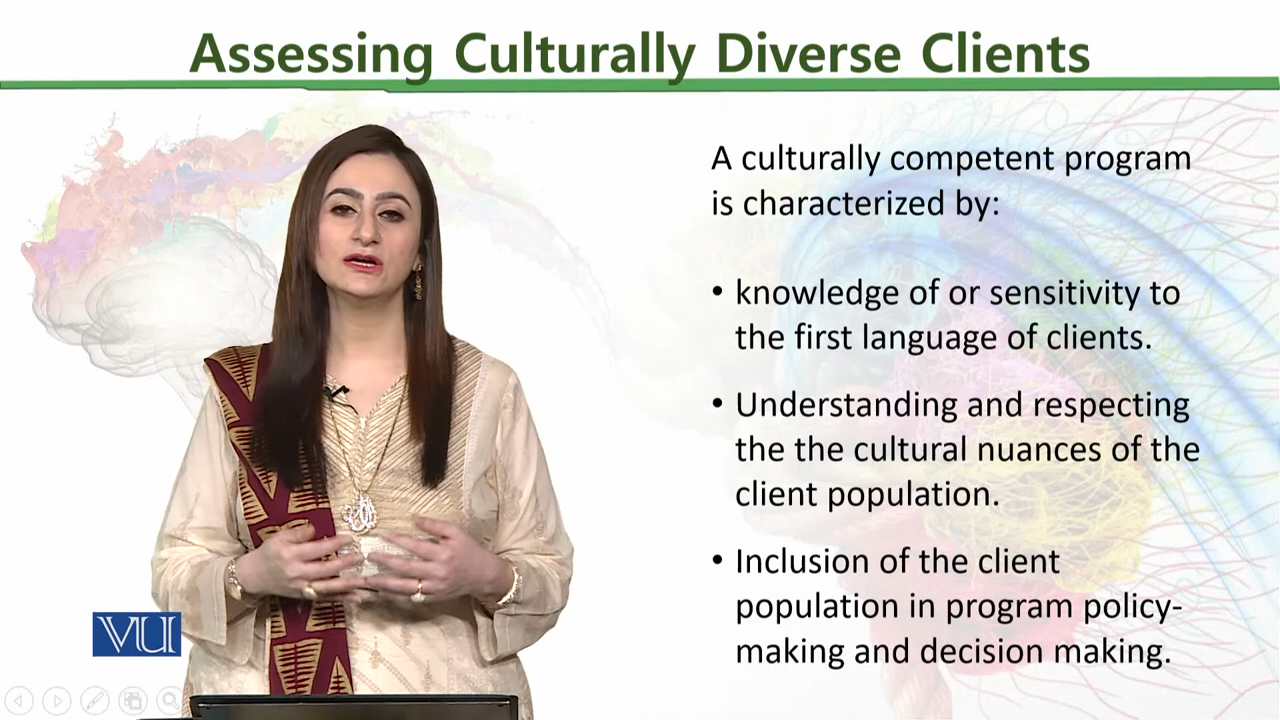 Assessing Culturally Diverse Clients
A culturally competent program
is characterized by:
• knowledge of or sensitivity to
the first language of clients.
• Understanding and respecting
the the cultural nuances of the
client population.
• Inclusion of the client
population in program policy-
making and decision making.
VU